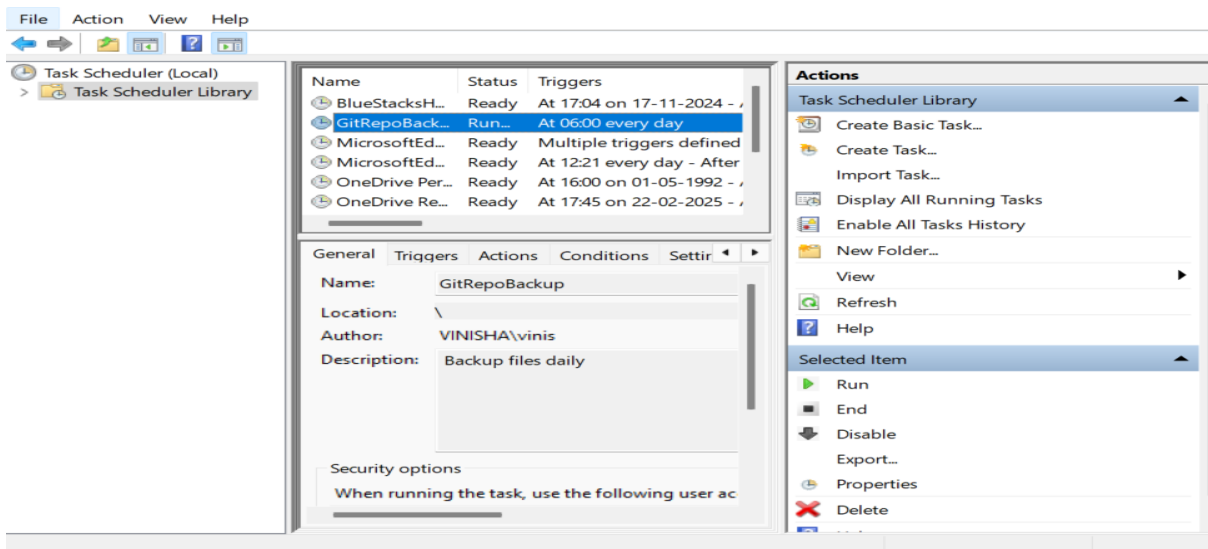 File Action View Help
Task Scheduler (Local)
Task Scheduler Library
Name Status Triggers
BlueStacksH... Ready At 17:04 on 17-11-2024 -
GitRepoBack... Run... At 06:00 every day
MicrosoftEd... Ready Multiple triggers defined
MicrosoftEd... Ready At 12:21 every day - After
OneDrive Per... Ready At 16:00 on 01-05-1992 -
OneDrive Re... Ready At 17:45 on 22-02-2025 -
General Triggers Actions Conditions Settin
Name: GitRepoBackup
Location: \
Author: VINISHA\vinis
Description: Backup files daily
Security options
When running the task, use the following user ac
Actions
Task Scheduler Library
Create Basic Task...
Create Task...
Import Task...
Display All Running Tasks
Enable All Tasks History
New Folder...
View
Refresh
Help
Selected Item
Run
End
Disable
Export...
Properties
Delete